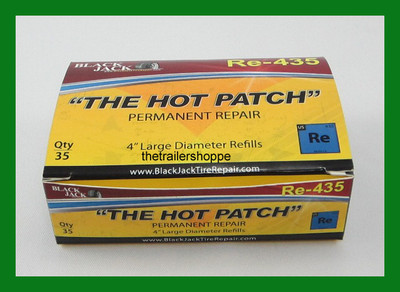 BLACK JACK
Re-435
"THE HOT PATCH"
PERMANENT REPAIR
Qty
35
4" Large Diameter Refills
thetrailershoppe
www.BlackJackTireRepair.com
US
Re
BLACK JACK
Re-435
"THE HOT PATCH"
PERMANENT REPAIR
Qty
35
4" Large Diameter Refills
www.BlackJackTireRepair.com
Re